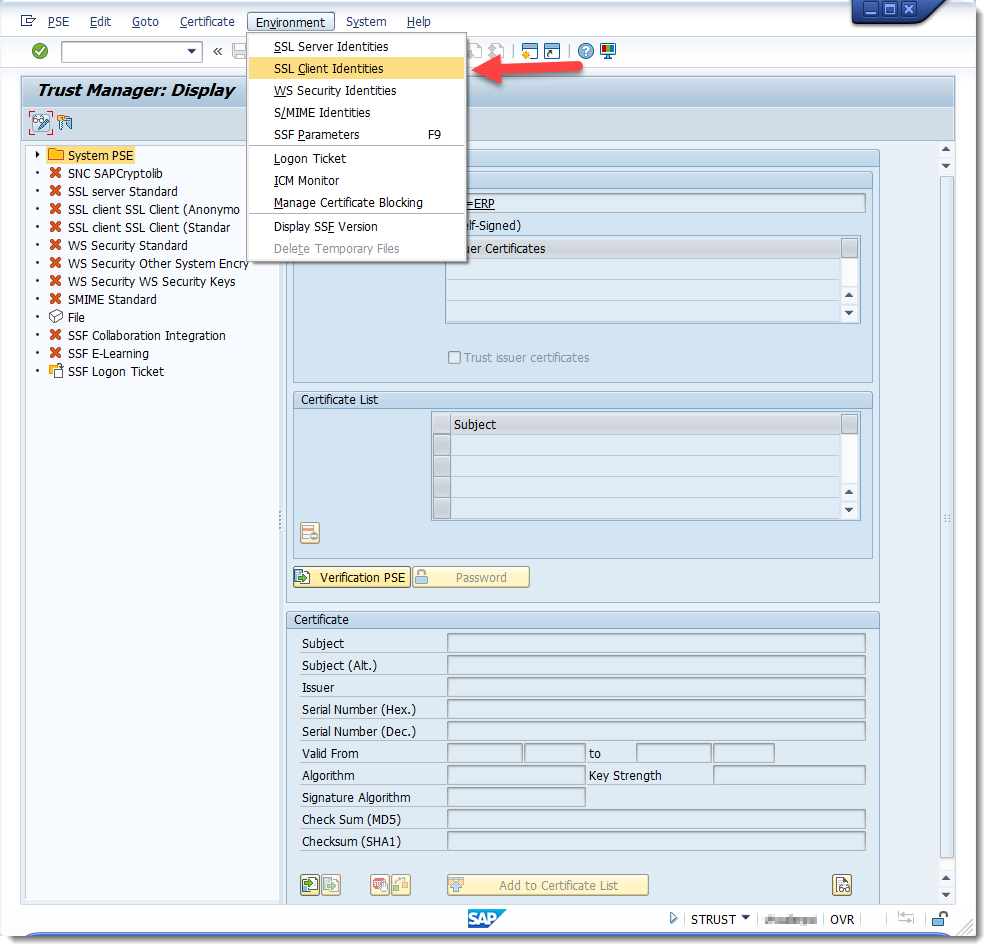 PSE Edit Goto Certificate Environment System Help
SSL Server Identities
SSL Client Identities
WS Security Identities
S/MIME Identities
SSF Parameters F9
Logon Ticket
ICM Monitor
Manage Certificate Blocking
Display SSF Version
Delete Temporary Files
Trust Manager: Display
System PSE
SNC SAPCryptolib
SSL server Standard
SSL client SSL Client (Anonymo
SSL client SSL Client (Standar
WS Security Standard
WS Security Other System Encry
WS Security WS Security Keys
SMIME Standard
File
SSF Collaboration Integration
SSF E-Learning
SSF Logon Ticket
=ERP
lf-Signed)
uer Certificates
Trust issuer certificates
Certificate List
Subject
Verification PSE Password
Certificate
Subject
Subject (Alt.)
Issuer
Serial Number (Hex.)
Serial Number (Dec.)
Valid From to
Algorithm Key Strength
Signature Algorithm
Check Sum (MD5)
Checksum (SHA1)
Add to Certificate List
SAP STRUST OVR